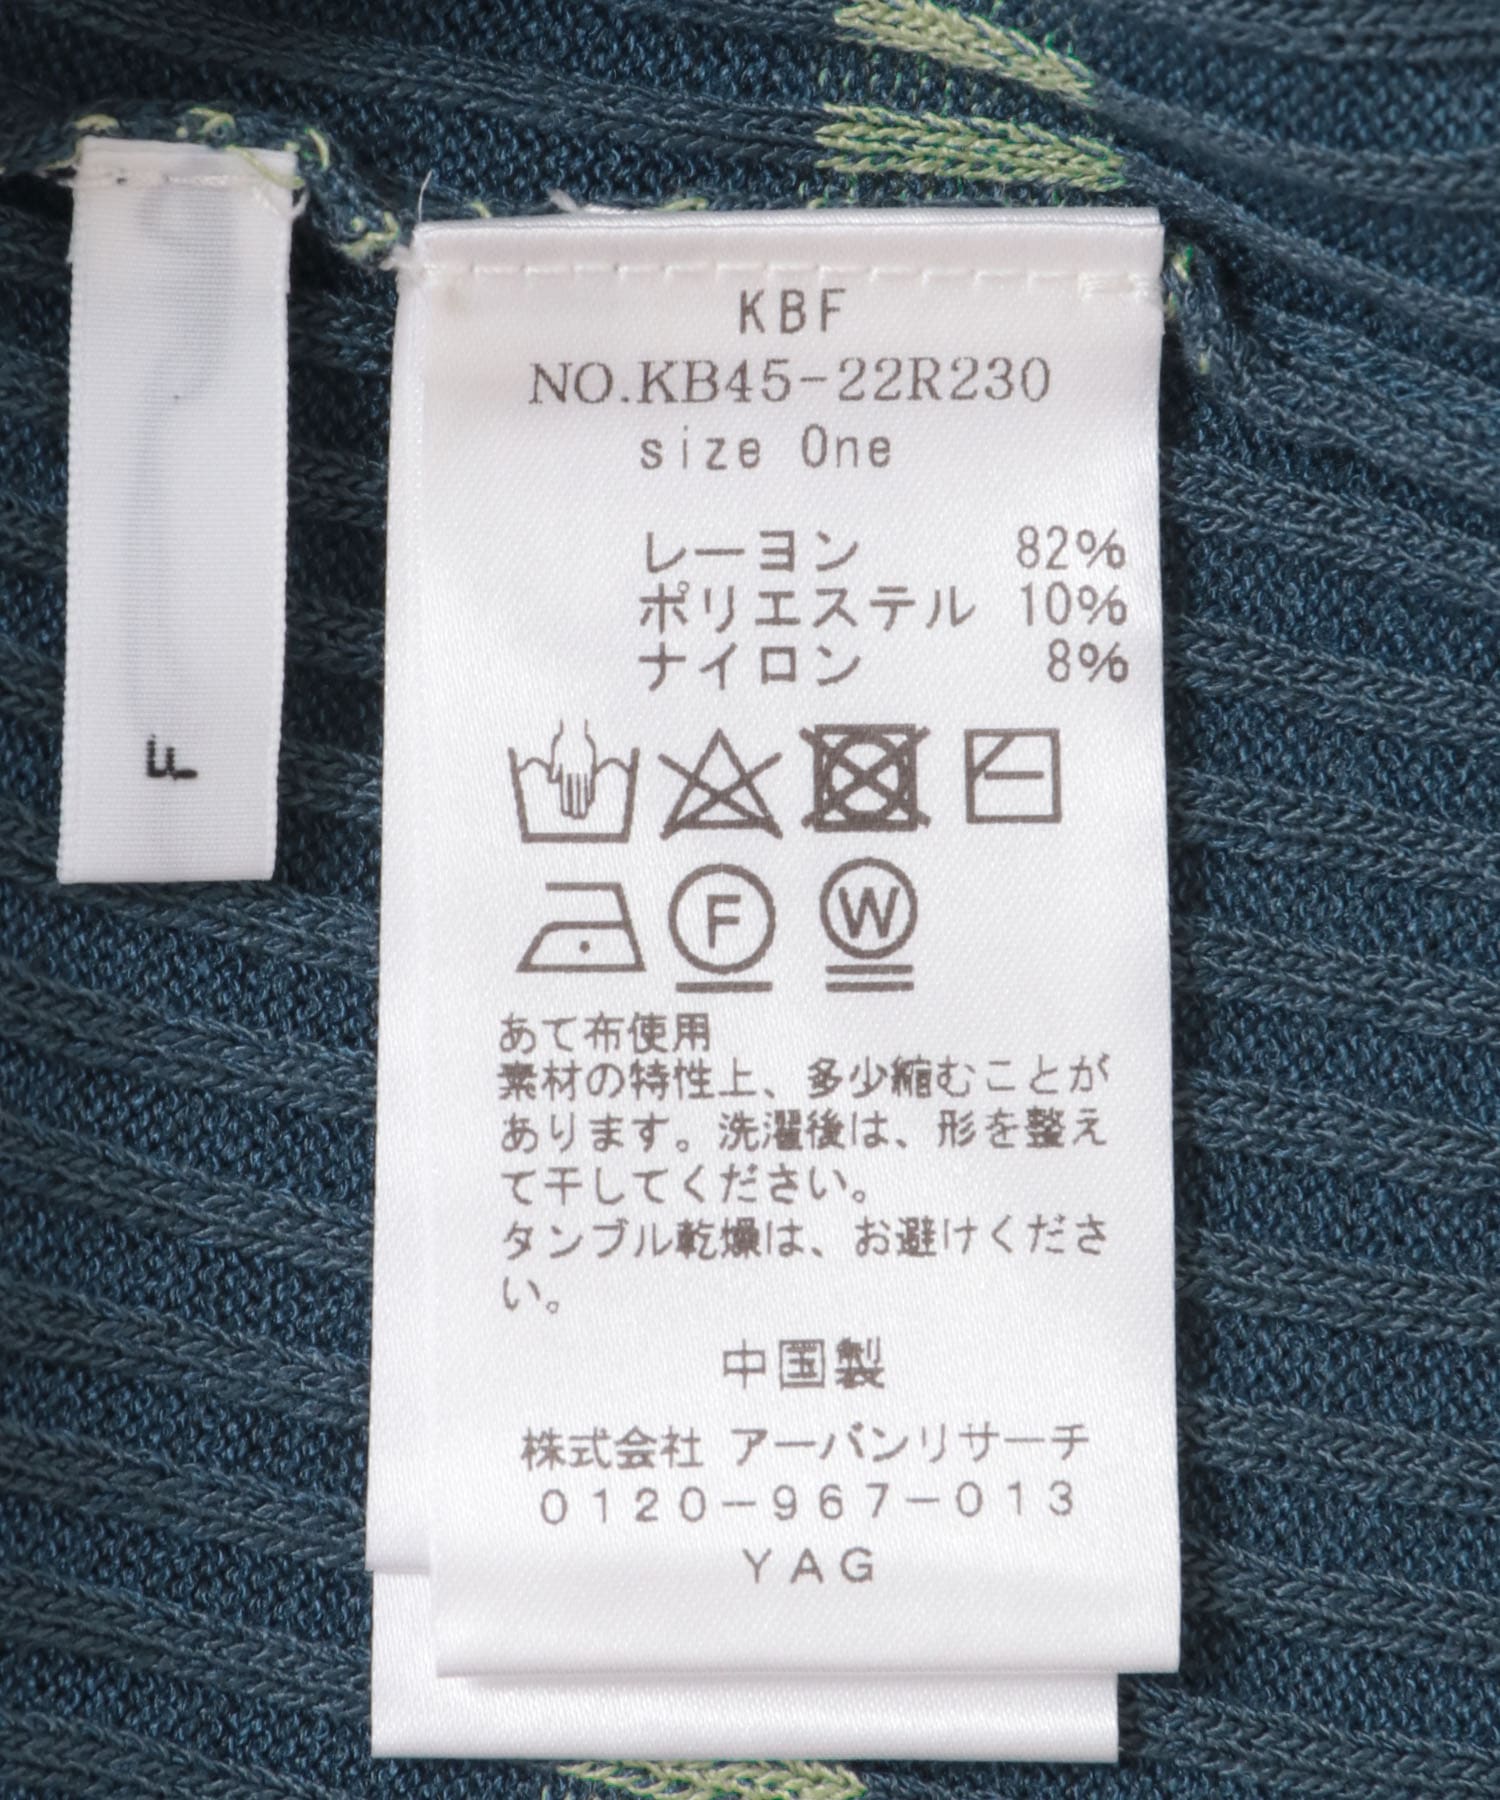 KBF
NO.KB45-22R230
size One
レーヨン 82%
ポリエステル 10%
ナイロン 8%
F
W
あて布使用
素材の特性上、多少縮むことが
あります。洗濯後は、形を整え
て干してください。
タンブル乾燥は、お避けくださ
い。
中国製
株式会社 アーバンリサーチ
0120-967-013
YAG
F